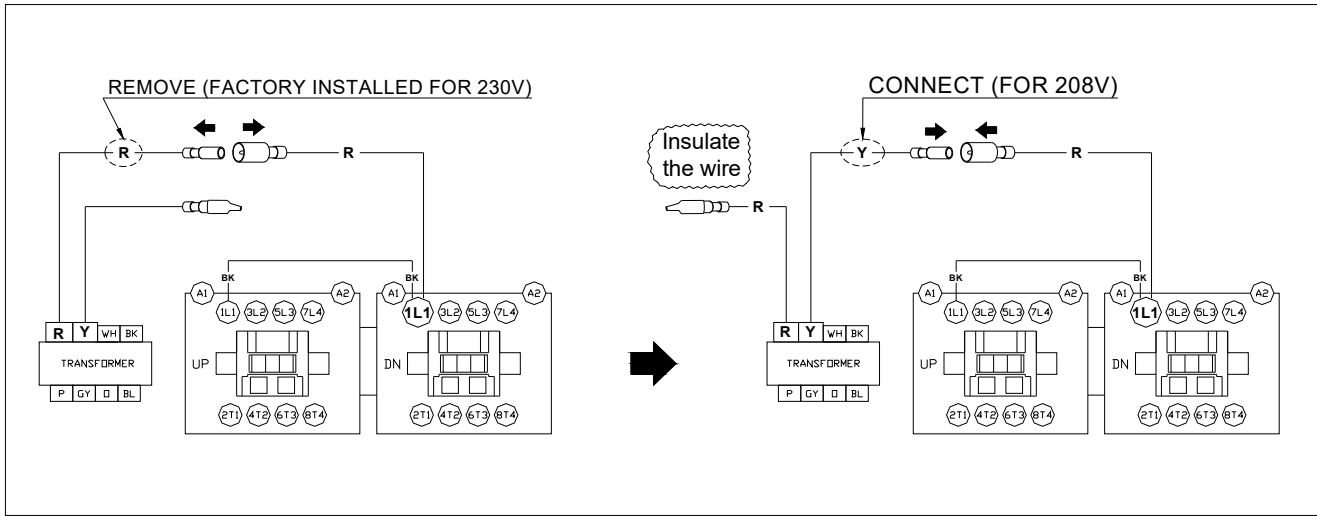 REMOVE (FACTORY INSTALLED FOR 230V)
R
R
BK
BK
A1
A2
A1
A2
1L1
3L2
5L3
7L4
1L1
3L2
5L3
7L4
R
Y
WH
BK
TRANSFORMER
P
GY
O
BL
UP
DN
2T1
4T2
6T3
8T4
2T1
4T2
6T3
8T4
CONNECT (FOR 208V)
Insulate
the wire
Y
R
R
BK
BK
A1
A2
A1
A2
1L1
3L2
5L3
7L4
1L1
3L2
5L3
7L4
R
Y
WH
BK
TRANSFORMER
P
GY
O
BL
UP
DN
2T1
4T2
6T3
8T4
2T1
4T2
6T3
8T4